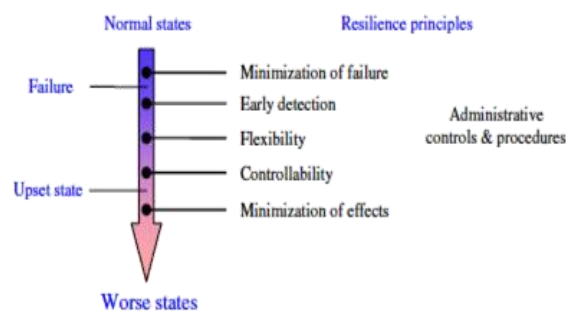 Normal states
Resilience principles
Minimization of failure
Failure
Early detection
Administrative
controls & procedures
Flexibility
Controllability
Upset state
Minimization of effects
Worse states